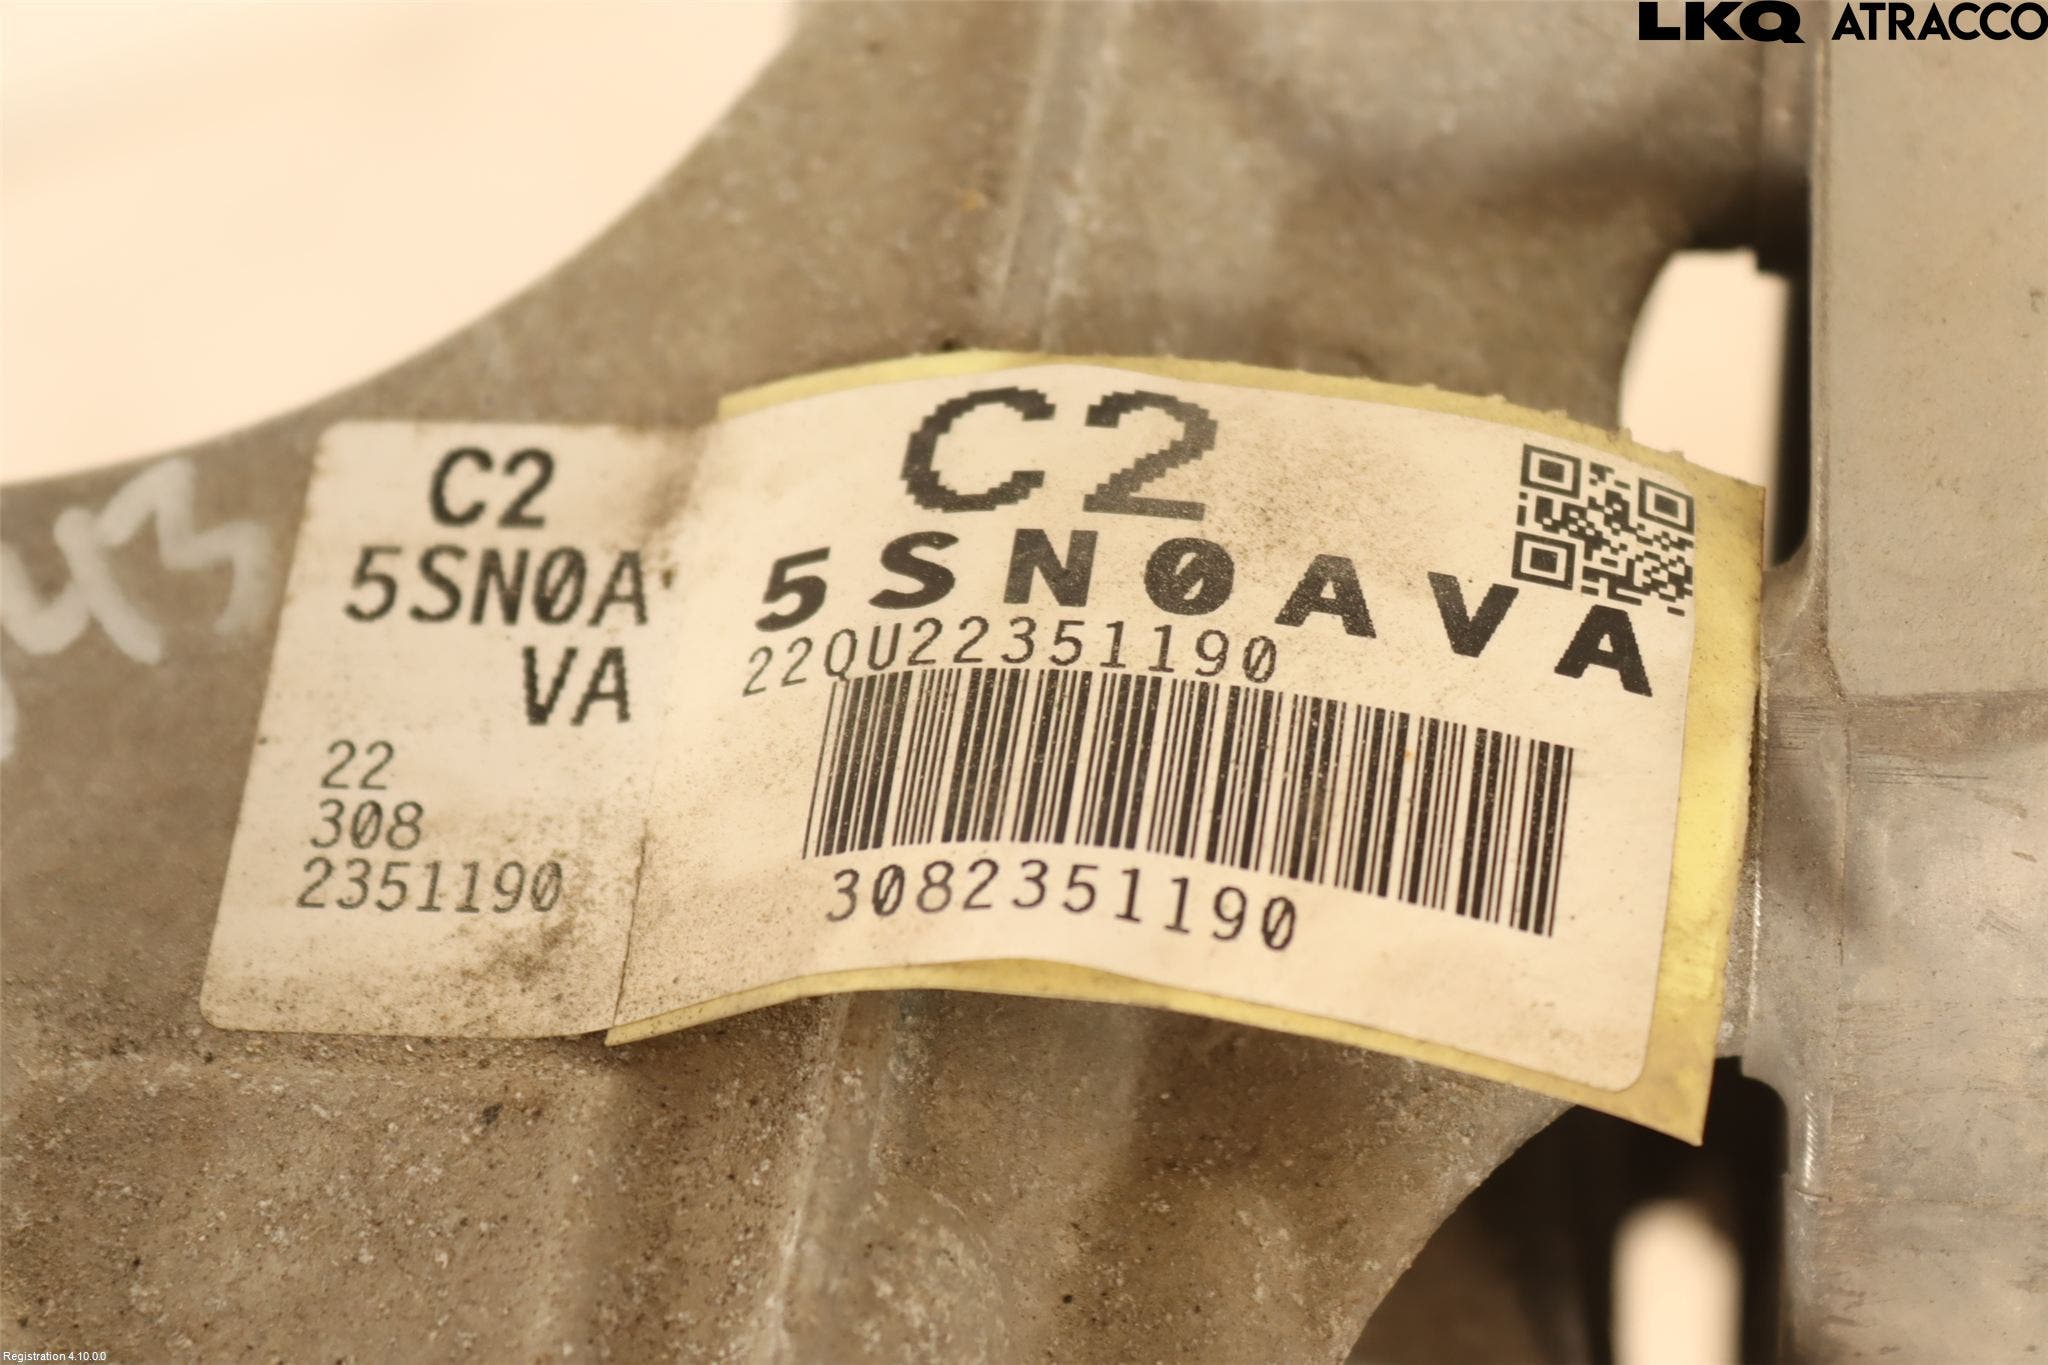 LKQ ATRACCO
C2
5SN0A
VA
22
308
2351190
C2
5SN0AVA
22QU22351190
3082351190
Registration 4.10.0.0